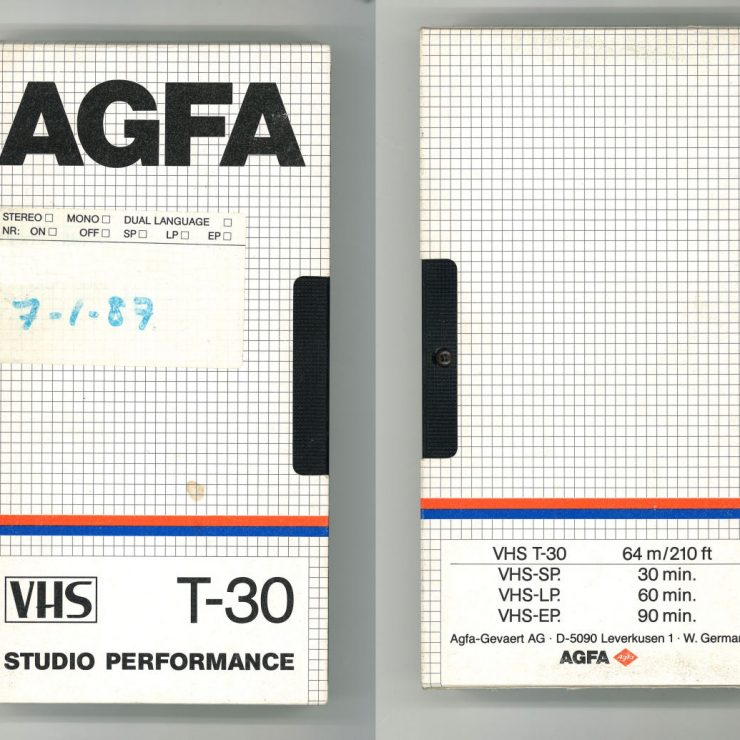 AGFA
STEREO □ MONO □ DUAL LANGUAGE □
NR: ON □ OFF □ SP □ LP □ EP □
7-1-87
VHS T-30
STUDIO PERFORMANCE
VHS T-30 64 m/210 ft
VHS-SP. 30 min.
VHS-LP. 60 min.
VHS-EP. 90 min.
Agfa-Gevaert AG · D-5090 Leverkusen 1 · W. German
AGFA Agfa